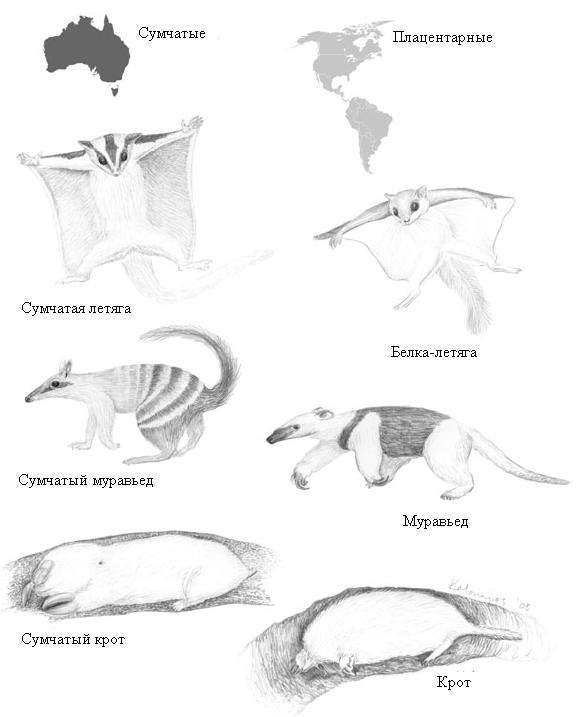 Сумчатые
Плацентарные
Сумчатая летяга
Белка-летяга
Сумчатый муравьед
Муравьед
Сумчатый крот
Крот